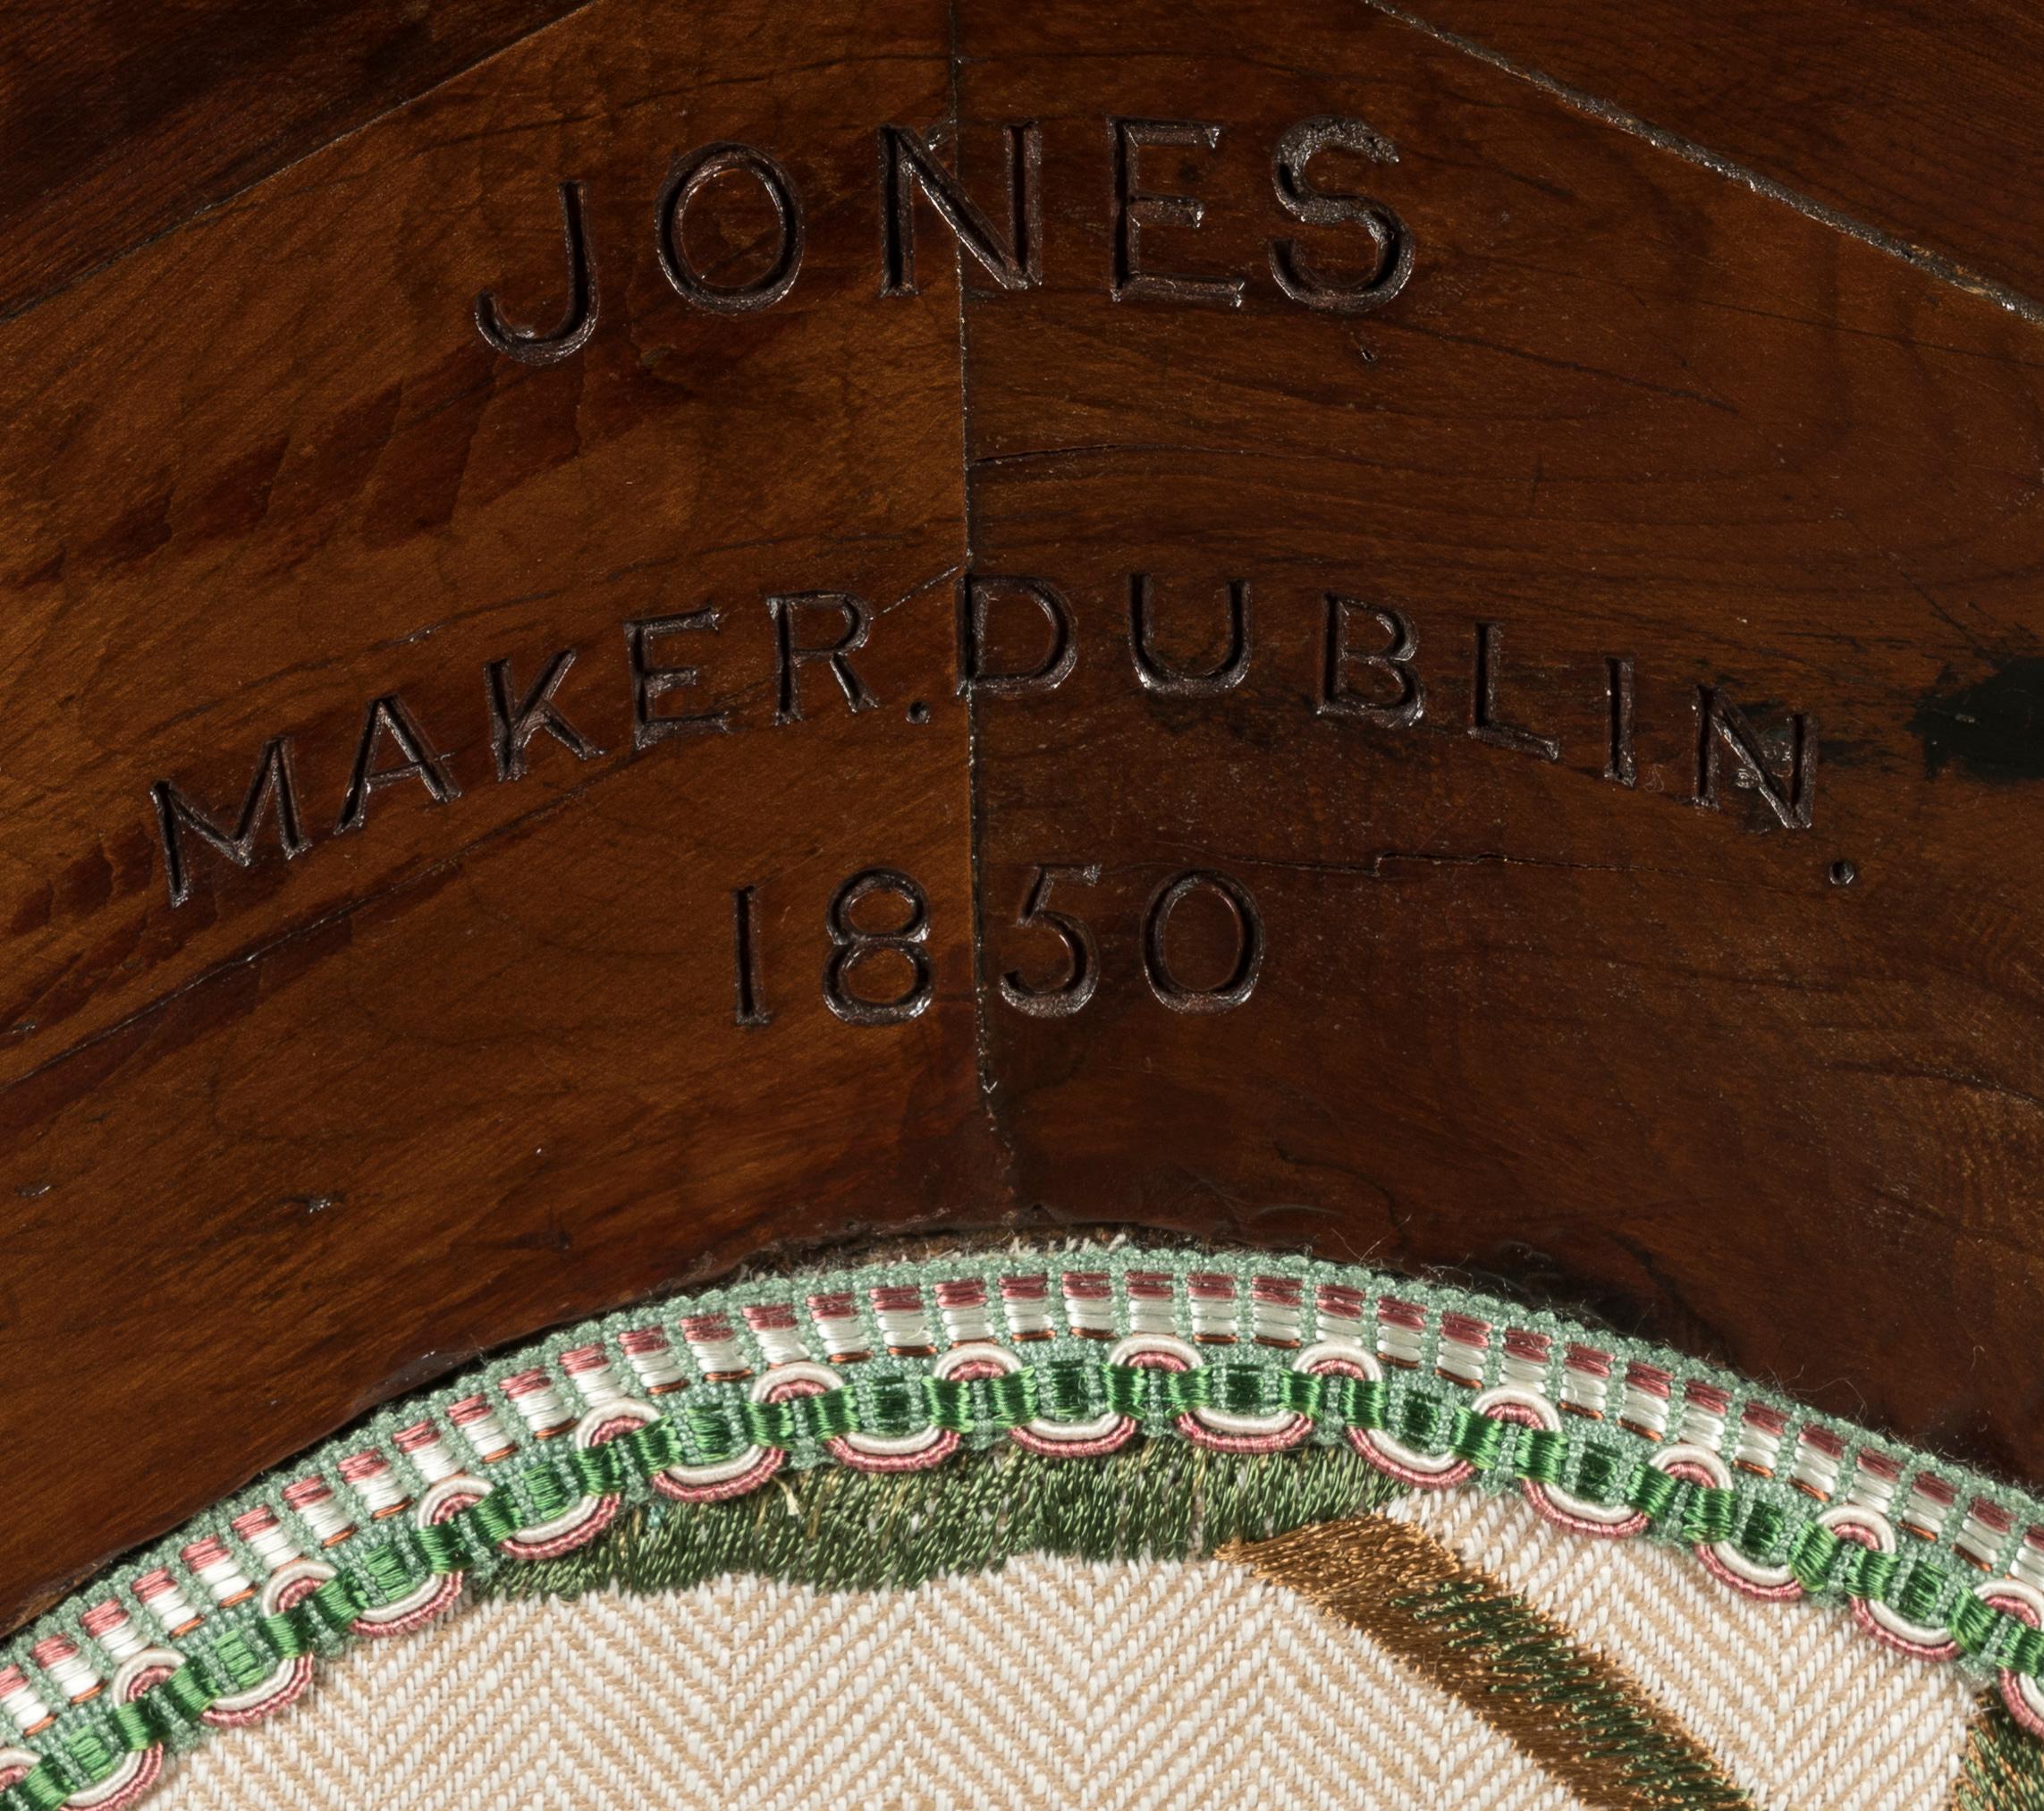 JONES
MAKER. DUBLIN.
1850